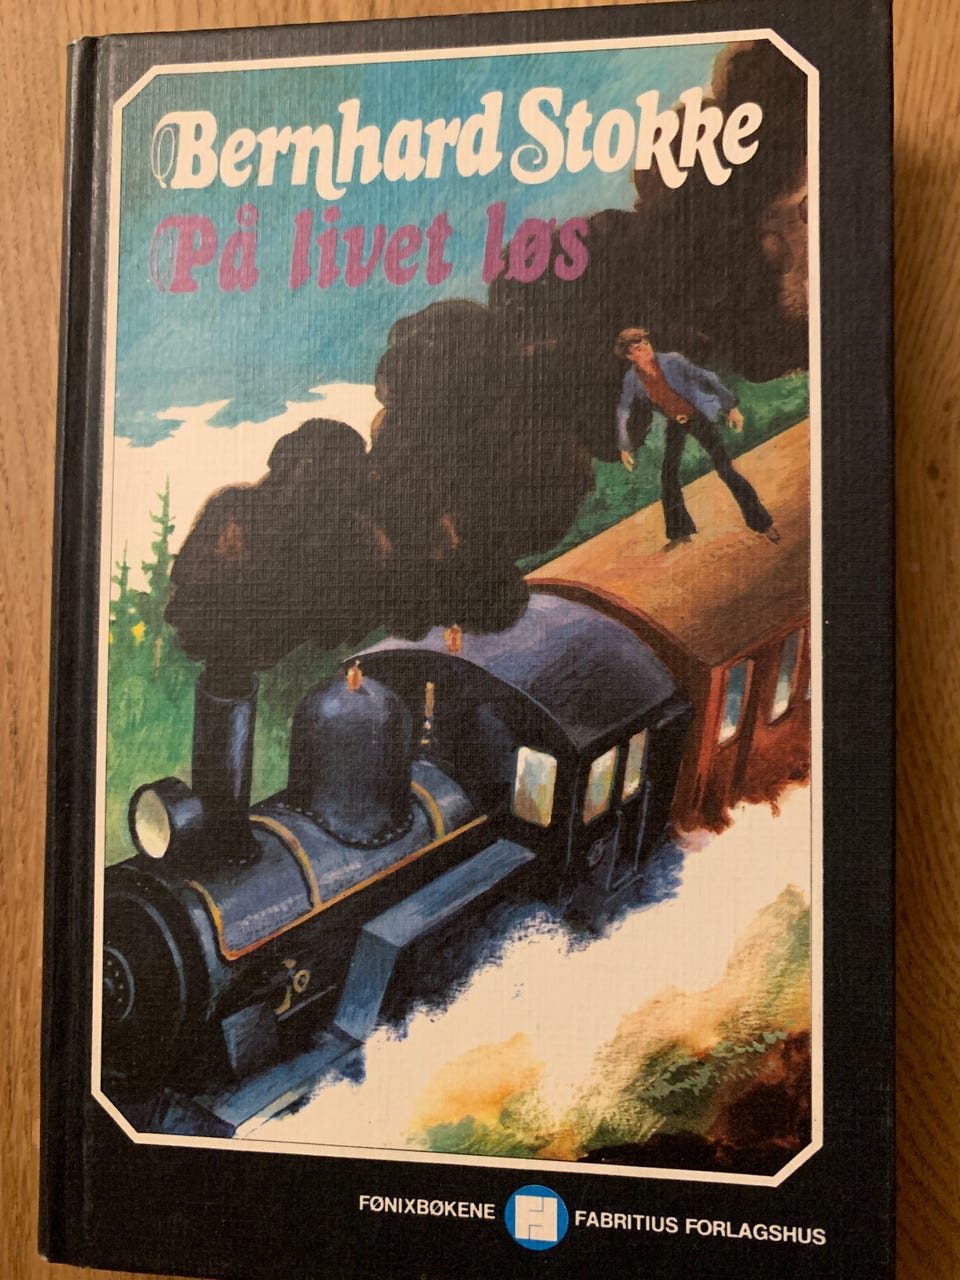 Bernhard Stokke
På livet løs
FØNIXBØKENE FABRITIUS FORLAGSHUS